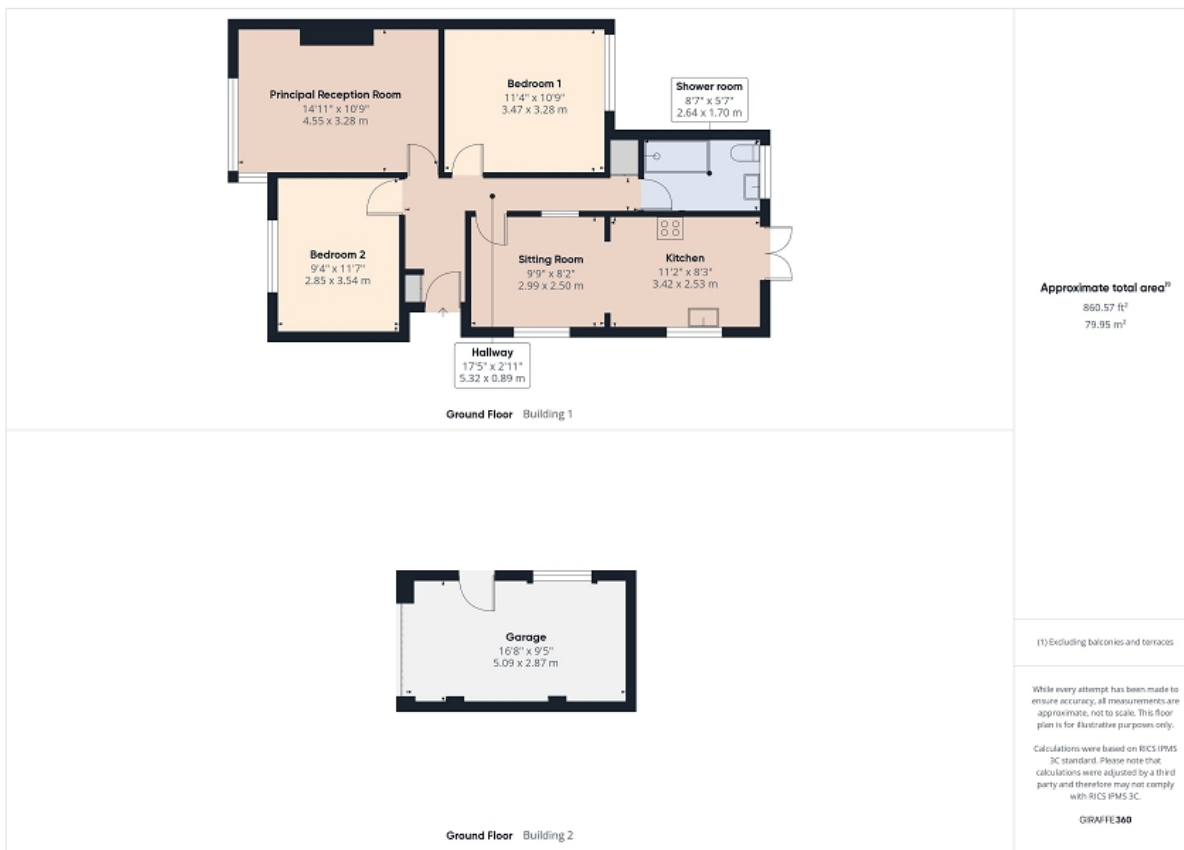 Principal Reception Room
14'11" x 10'9"
4.55 x 3.28 m
Bedroom 1
11'4" x 10'9"
3.47 x 3.28 m
Shower room
8'7" x 5'7"
2.64 x 1.70 m
Bedroom 2
9'4" x 11'7"
2.85 x 3.54 m
Sitting Room
9'9" x 8'2"
2.99 x 2.50 m
Kitchen
11'2" x 8'3"
3.42 x 2.53 m
Hallway
17'5" x 2'11"
5.32 x 0.89 m
Ground Floor Building 1
Garage
16'8" x 9'5"
5.09 x 2.87 m
Ground Floor Building 2
Approximate total area⁽¹⁾
860.57 ft²
79.95 m²
(1) Excluding balconies and terraces
While every attempt has been made to
ensure accuracy, all measurements are
approximate, not to scale. This floor
plan is for illustrative purposes only.
Calculations were based on RICS IPMS
3C standard. Please note that
calculations were adjusted by a third
party and therefore may not comply
with RICS IPMS 3C.
GIRAFFE360